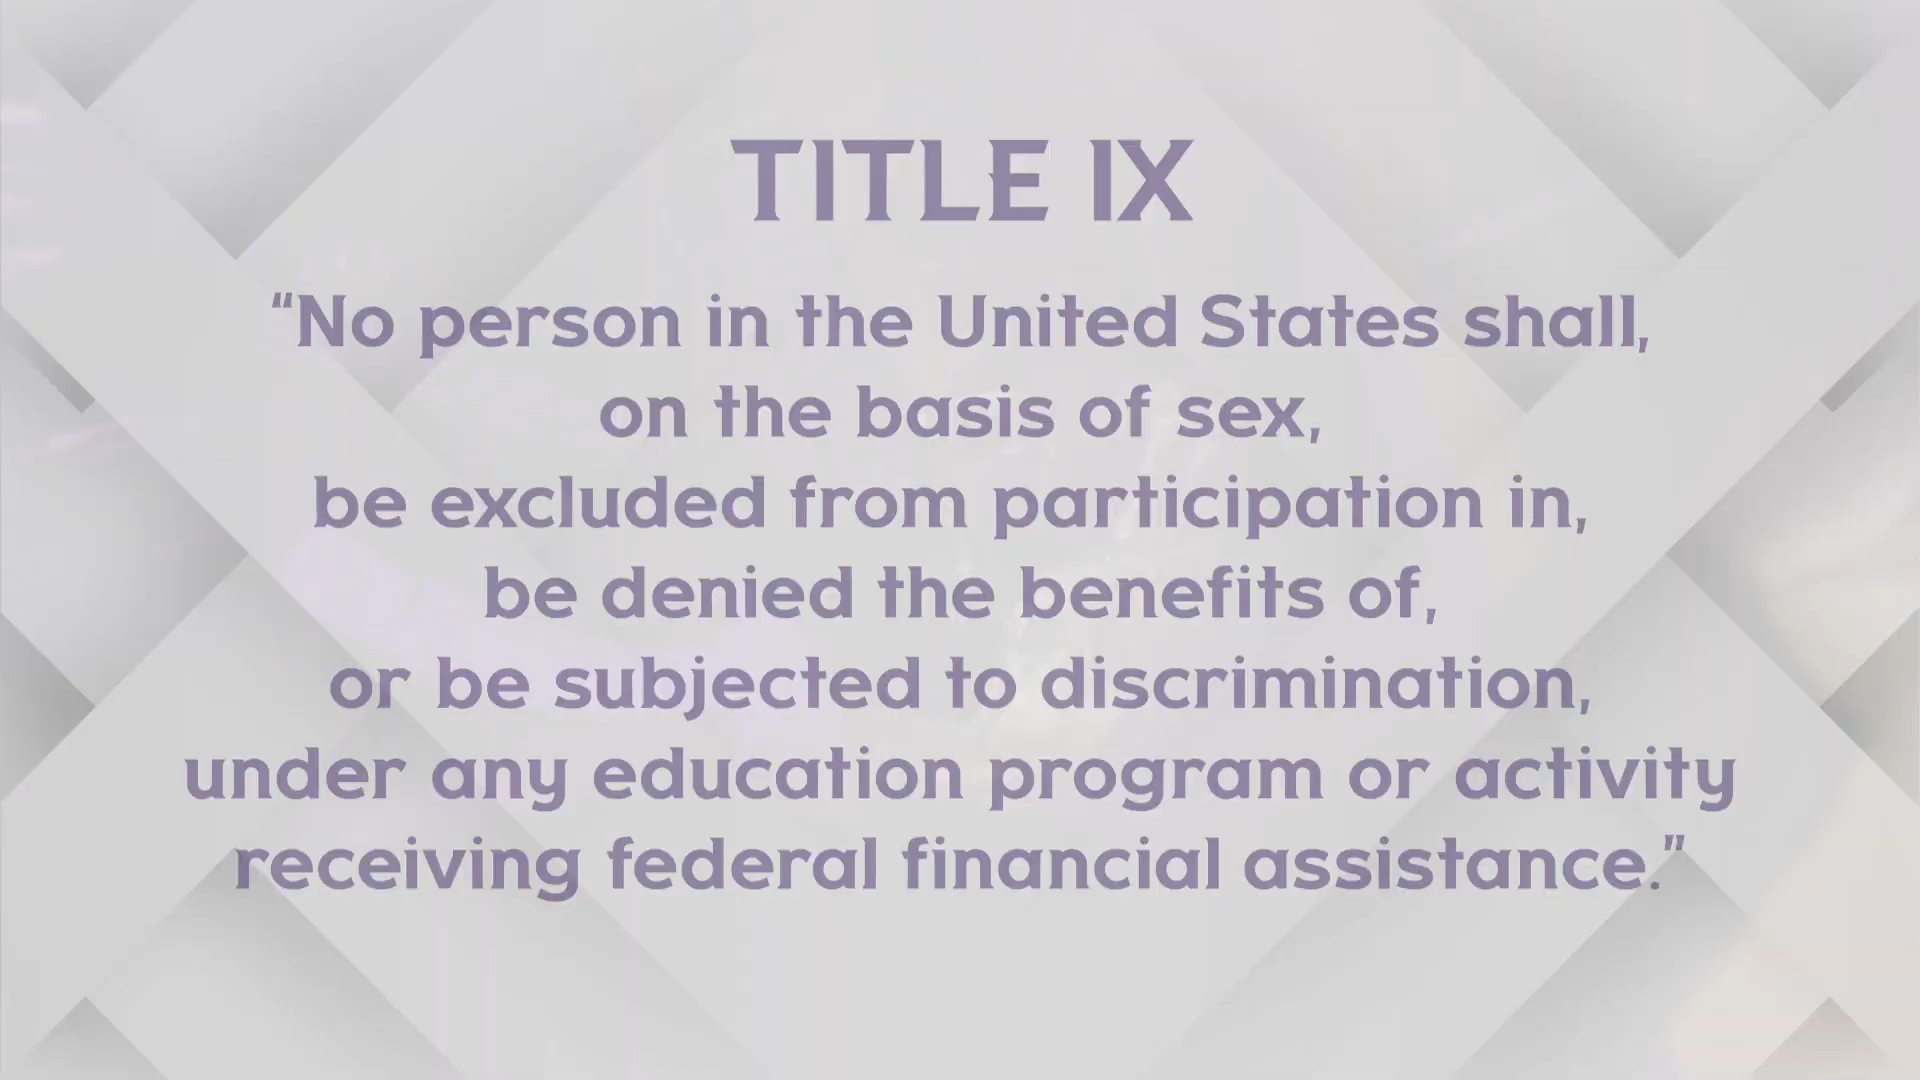 TITLE IX
“No person in the United States shall,
on the basis of sex,
be excluded from participation in,
be denied the benefits of,
or be subjected to discrimination,
under any education program or activity
receiving federal financial assistance.”